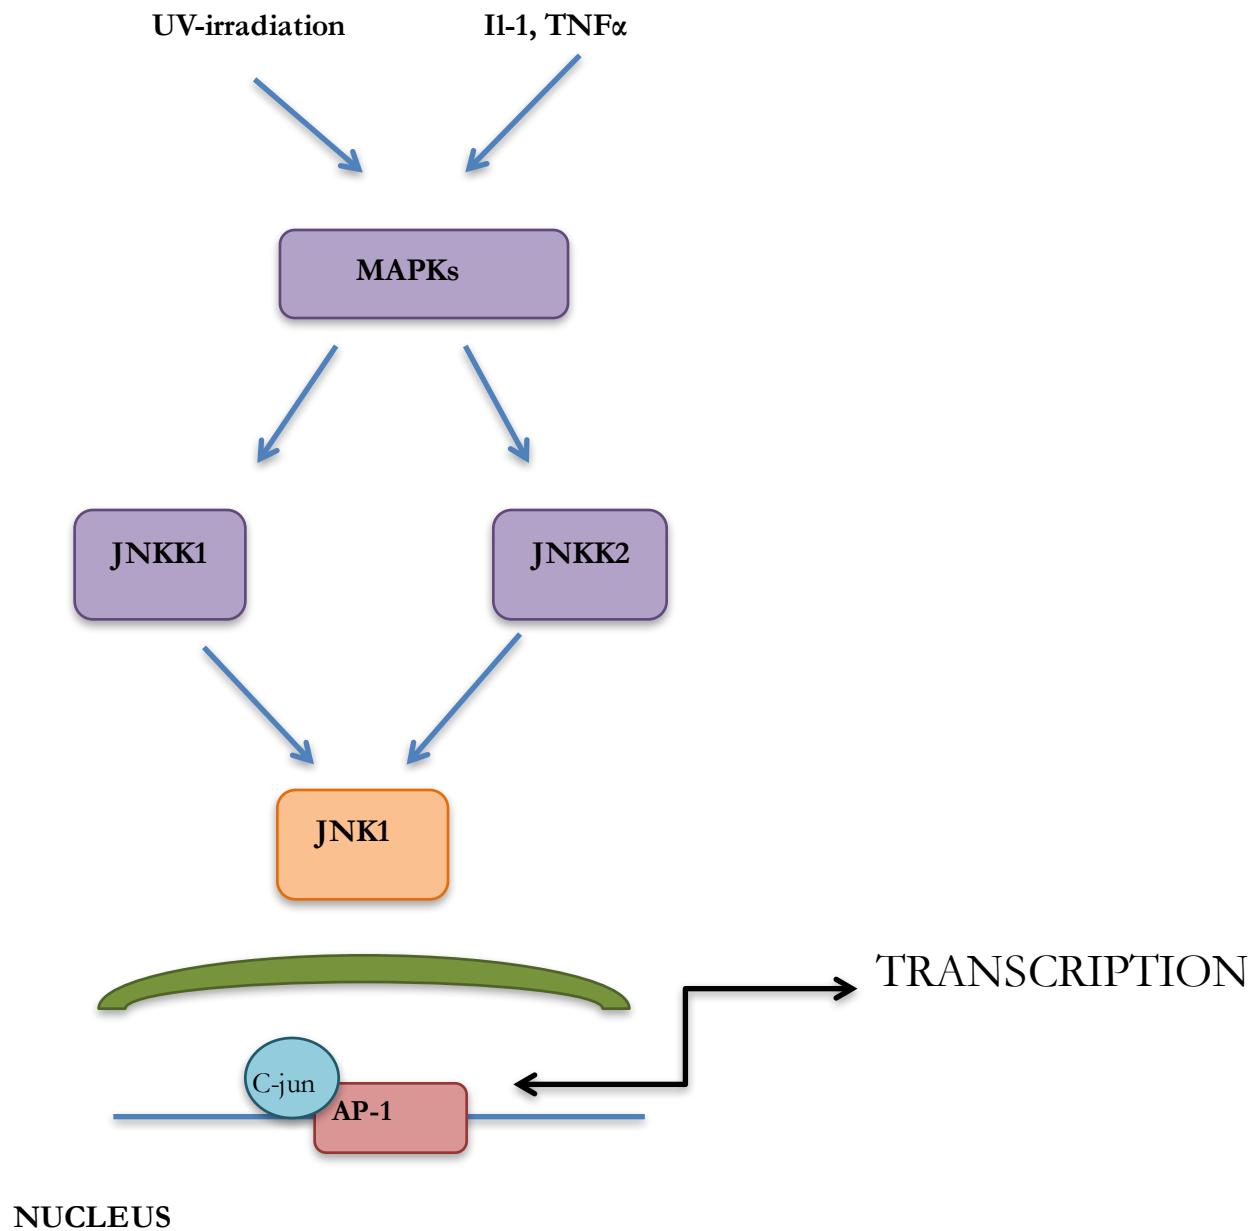 UV-irradiation
Il-1, TNFα
MAPKs
JNKK1
JNKK2
JNK1
TRANSCRIPTION
C-jun
AP-1
NUCLEUS